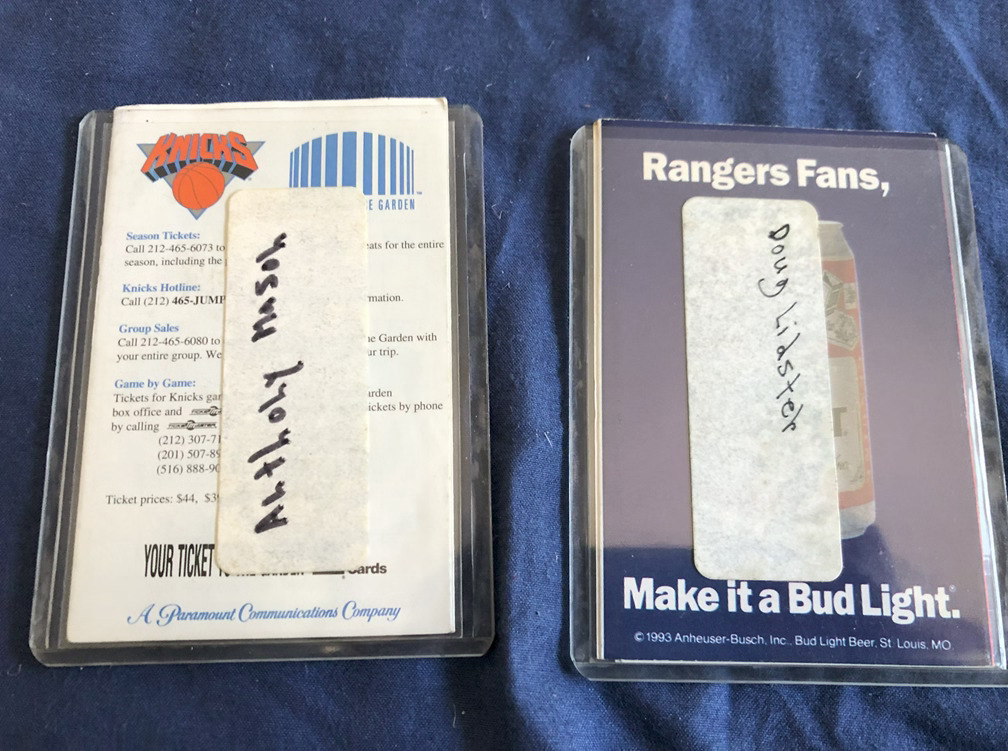 KNICKS
E GARDEN
Season Tickets:
Call 212-465-6073 to
eats for the entire
season, including the
Knicks Hotline:
Call (212) 465-JUMP
rmation.
Group Sales
Call 212-465-6080 to
he Garden with
your entire group. We
ur trip.
Game by Game:
Tickets for Knicks gam
arden
box office and
ickets by phone
by calling
(212) 307-71
(201) 507-89
(516) 888-90
Ticket prices: $44, $3
YOUR TICKET
Cards
A Paramount Communications Company
Anthony Mason
Rangers Fans,
Doug Lidster
Make it a Bud Light.
© 1993 Anheuser-Busch, Inc., Bud Light Beer, St. Louis, MO